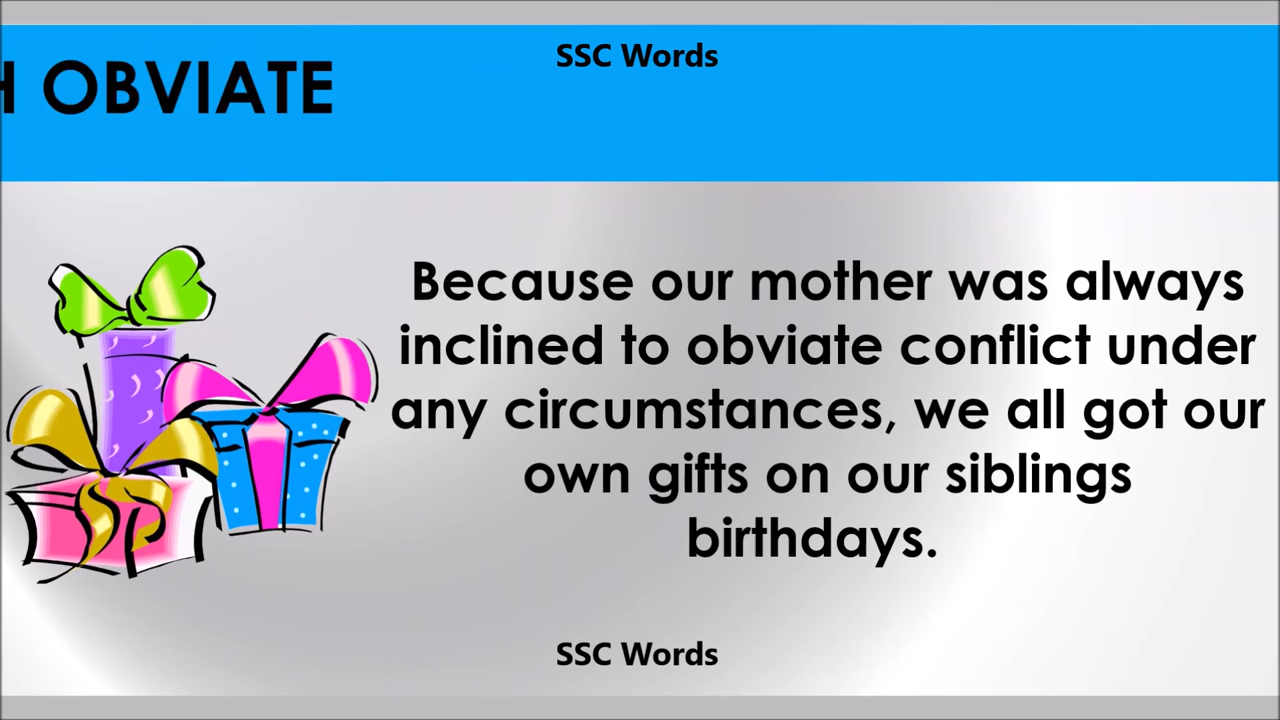 SSC Words
H OBVIATE
Because our mother was always
inclined to obviate conflict under
any circumstances, we all got our
own gifts on our siblings
birthdays.
SSC Words